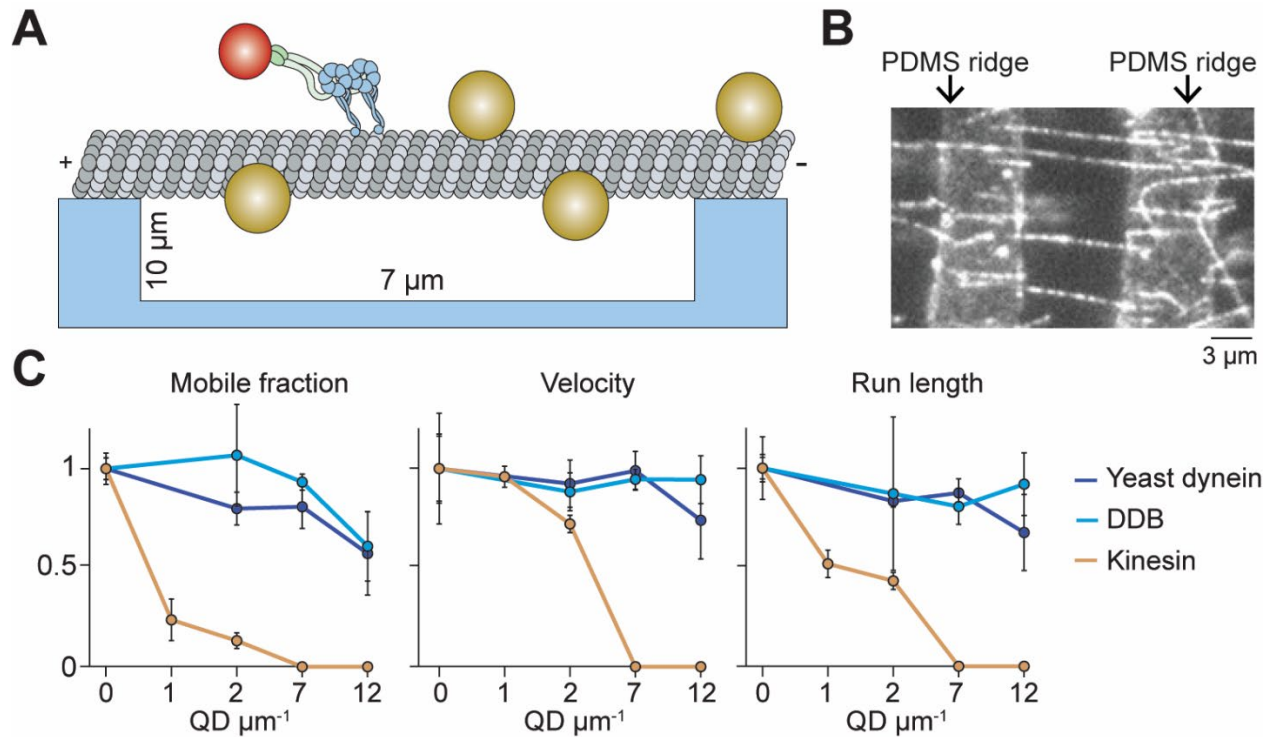 A
+
-
10 µm
7 µm
B
PDMS ridge PDMS ridge
3 µm
C
Mobile fraction Velocity Run length
1
0.5
0
0 1 2 7 12 0 1 2 7 12 0 1 2 7 12
QD µm⁻¹ QD µm⁻¹ QD µm⁻¹
Yeast dynein
DDB
Kinesin